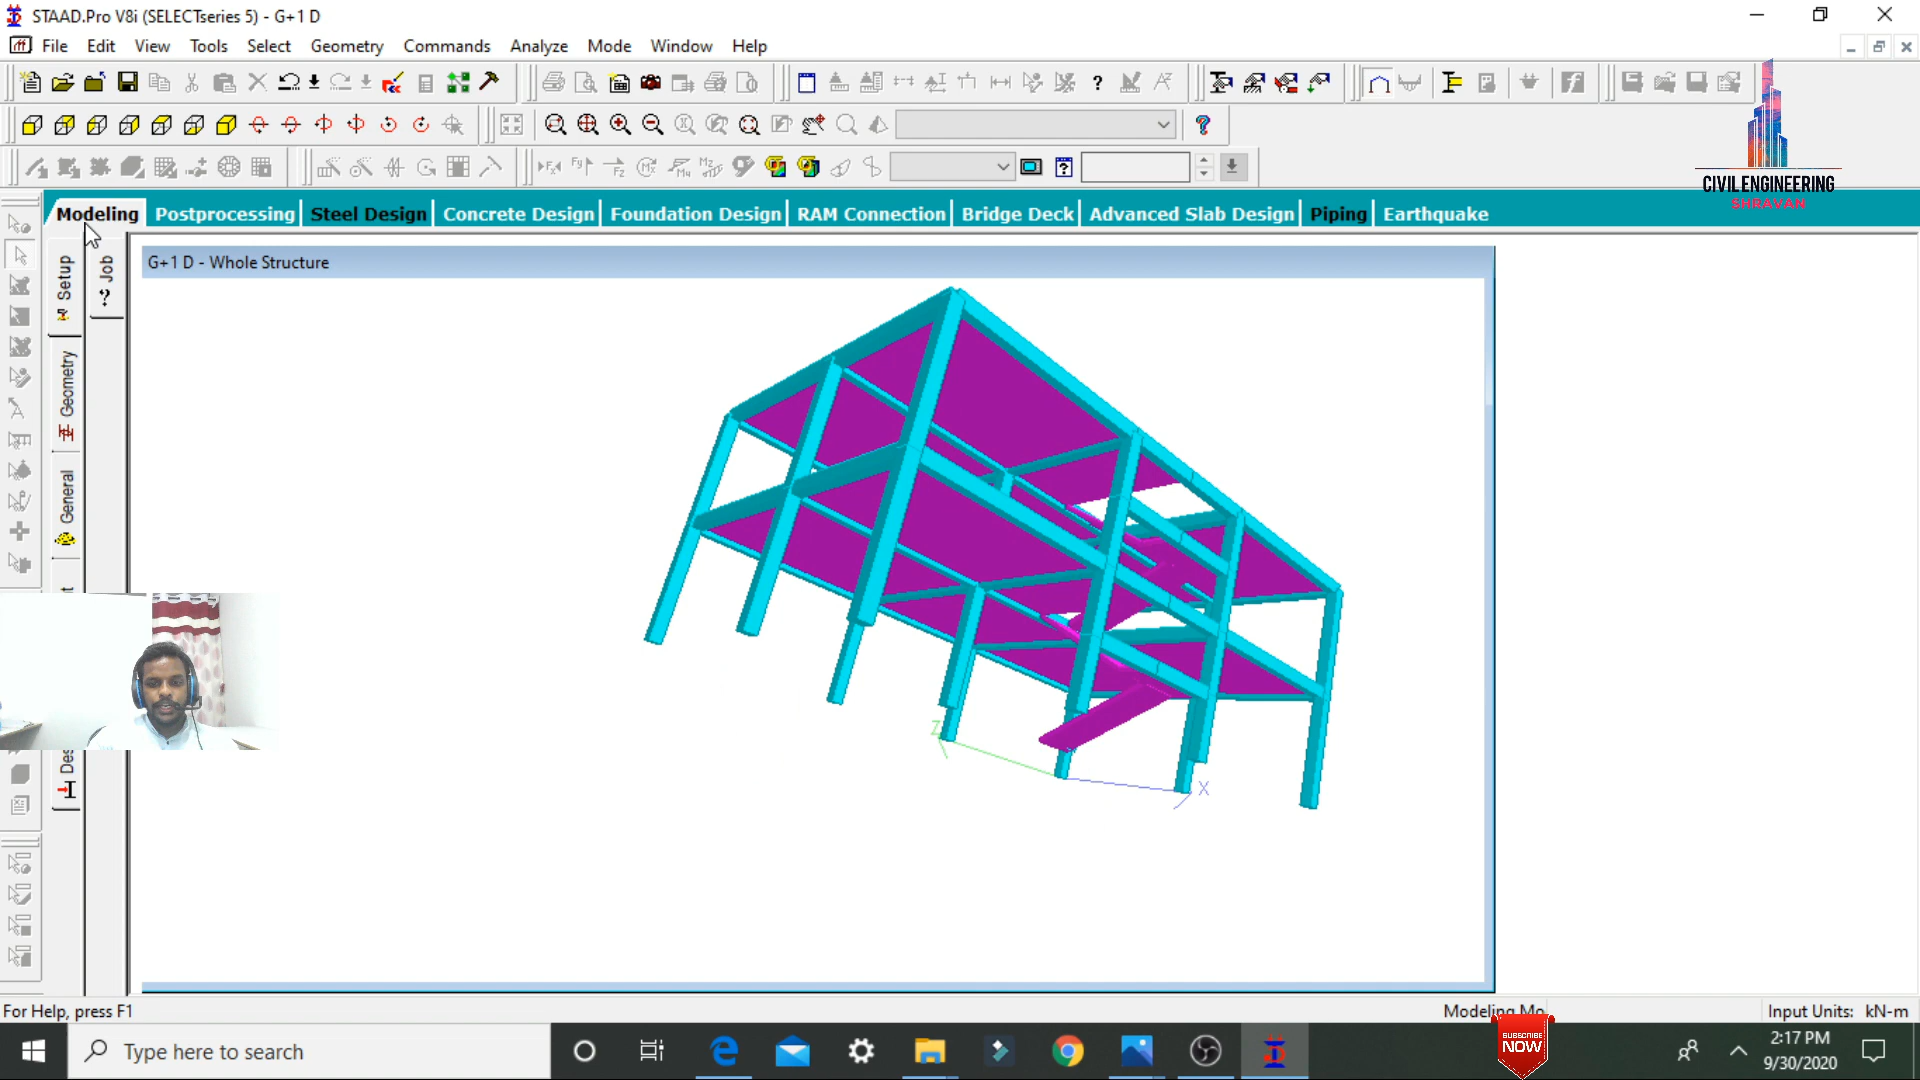 STAAD.Pro V8i (SELECTseries 5) - G+1 D
File Edit View Tools Select Geometry Commands Analyze Mode Window Help
CIVIL ENGINEERING
SHRAVAN
Modeling Postprocessing Steel Design Concrete Design Foundation Design RAM Connection Bridge Deck Advanced Slab Design Piping Earthquake
Setup
Job
G+1 D - Whole Structure
Geometry
General
Z
X
For Help, press F1
Modeling Mo
Input Units: kN-m
SUBSCRIBE
NOW
Type here to search
2:17 PM
9/30/2020